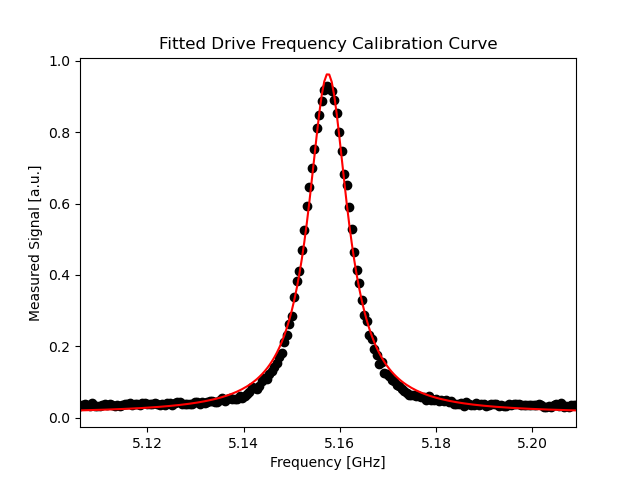 Fitted Drive Frequency Calibration Curve
Measured Signal [a.u.]
1.0
0.8
0.6
0.4
0.2
0.0
5.12 5.14 5.16 5.18 5.20
Frequency [GHz]